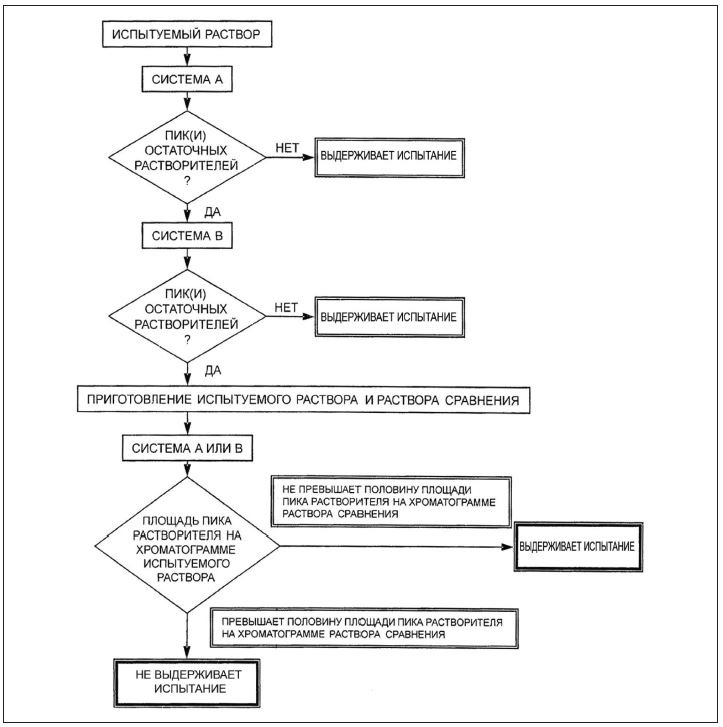 ИСПЫТУЕМЫЙ РАСТВОР
СИСТЕМА А
ПИК(И)
ОСТАТОЧНЫХ
РАСТВОРИТЕЛЕЙ
?
НЕТ
ВЫДЕРЖИВАЕТ ИСПЫТАНИЕ
ДА
СИСТЕМА В
ПИК(И)
ОСТАТОЧНЫХ
РАСТВОРИТЕЛЕЙ
?
НЕТ
ВЫДЕРЖИВАЕТ ИСПЫТАНИЕ
ДА
ПРИГОТОВЛЕНИЕ ИСПЫТУЕМОГО РАСТВОРА И РАСТВОРА СРАВНЕНИЯ
СИСТЕМА А ИЛИ В
НЕ ПРЕВЫШАЕТ ПОЛОВИНУ ПЛОЩАДИ
ПИКА РАСТВОРИТЕЛЯ НА ХРОМАТОГРАММЕ
РАСТВОРА СРАВНЕНИЯ
ПЛОЩАДЬ ПИКА
РАСТВОРИТЕЛЯ НА
ХРОМАТОГРАММЕ
ИСПЫТУЕМОГО
РАСТВОРА
ВЫДЕРЖИВАЕТ ИСПЫТАНИЕ
ПРЕВЫШАЕТ ПОЛОВИНУ ПЛОЩАДИ ПИКА РАСТВОРИТЕЛЯ
НА ХРОМАТОГРАММЕ РАСТВОРА СРАВНЕНИЯ
НЕ ВЫДЕРЖИВАЕТ
ИСПЫТАНИЕ